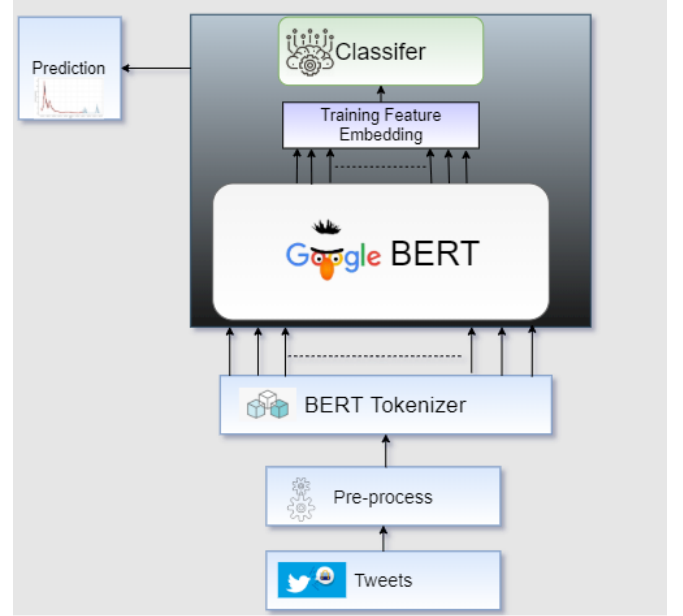 Classifer
Prediction
Training Feature
Embedding
Google BERT
BERT Tokenizer
Pre-process
Tweets